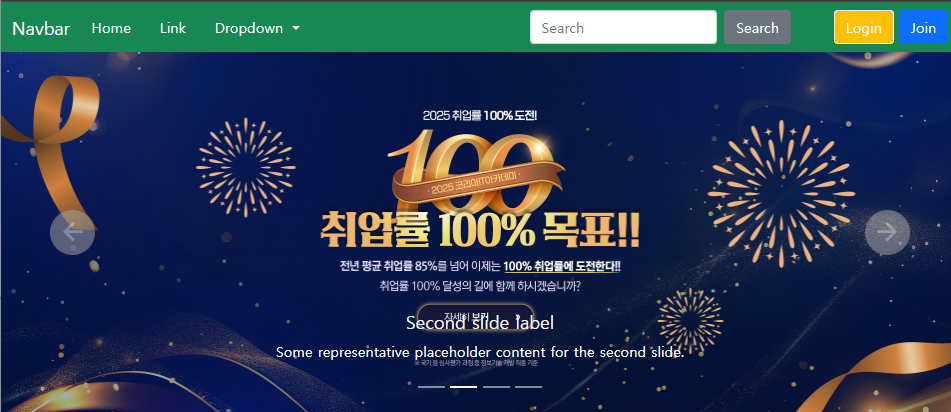 Navbar Home Link Dropdown Search Search Login Join
2025 취업률 100% 도전!
100
· 2025 코리아IT아카데미 ·
취업률 100% 목표!!
전년 평균 취업률 85%를 넘어 이제는 100% 취업률에 도전한다!!
취업률 100% 달성의 길에 함께 하시겠습니까?
자세히 보기
Second slide label
Some representative placeholder content for the second slide.